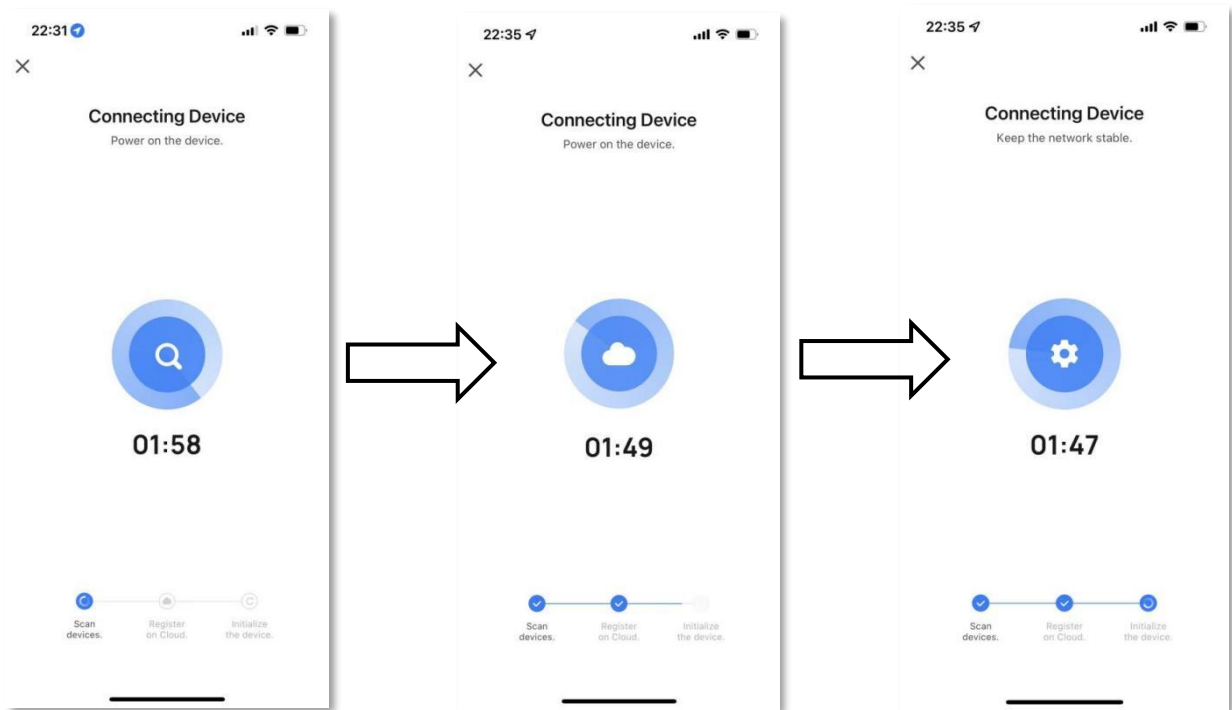 22:31
Connecting Device
Power on the device.
01:58
Scan
devices.
Register
on Cloud.
Initialize
the device.
22:35
Connecting Device
Power on the device.
01:49
Scan
devices.
Register
on Cloud.
Initialize
the device.
22:35
Connecting Device
Keep the network stable.
01:47
Scan
devices.
Register
on Cloud.
Initialize
the device.